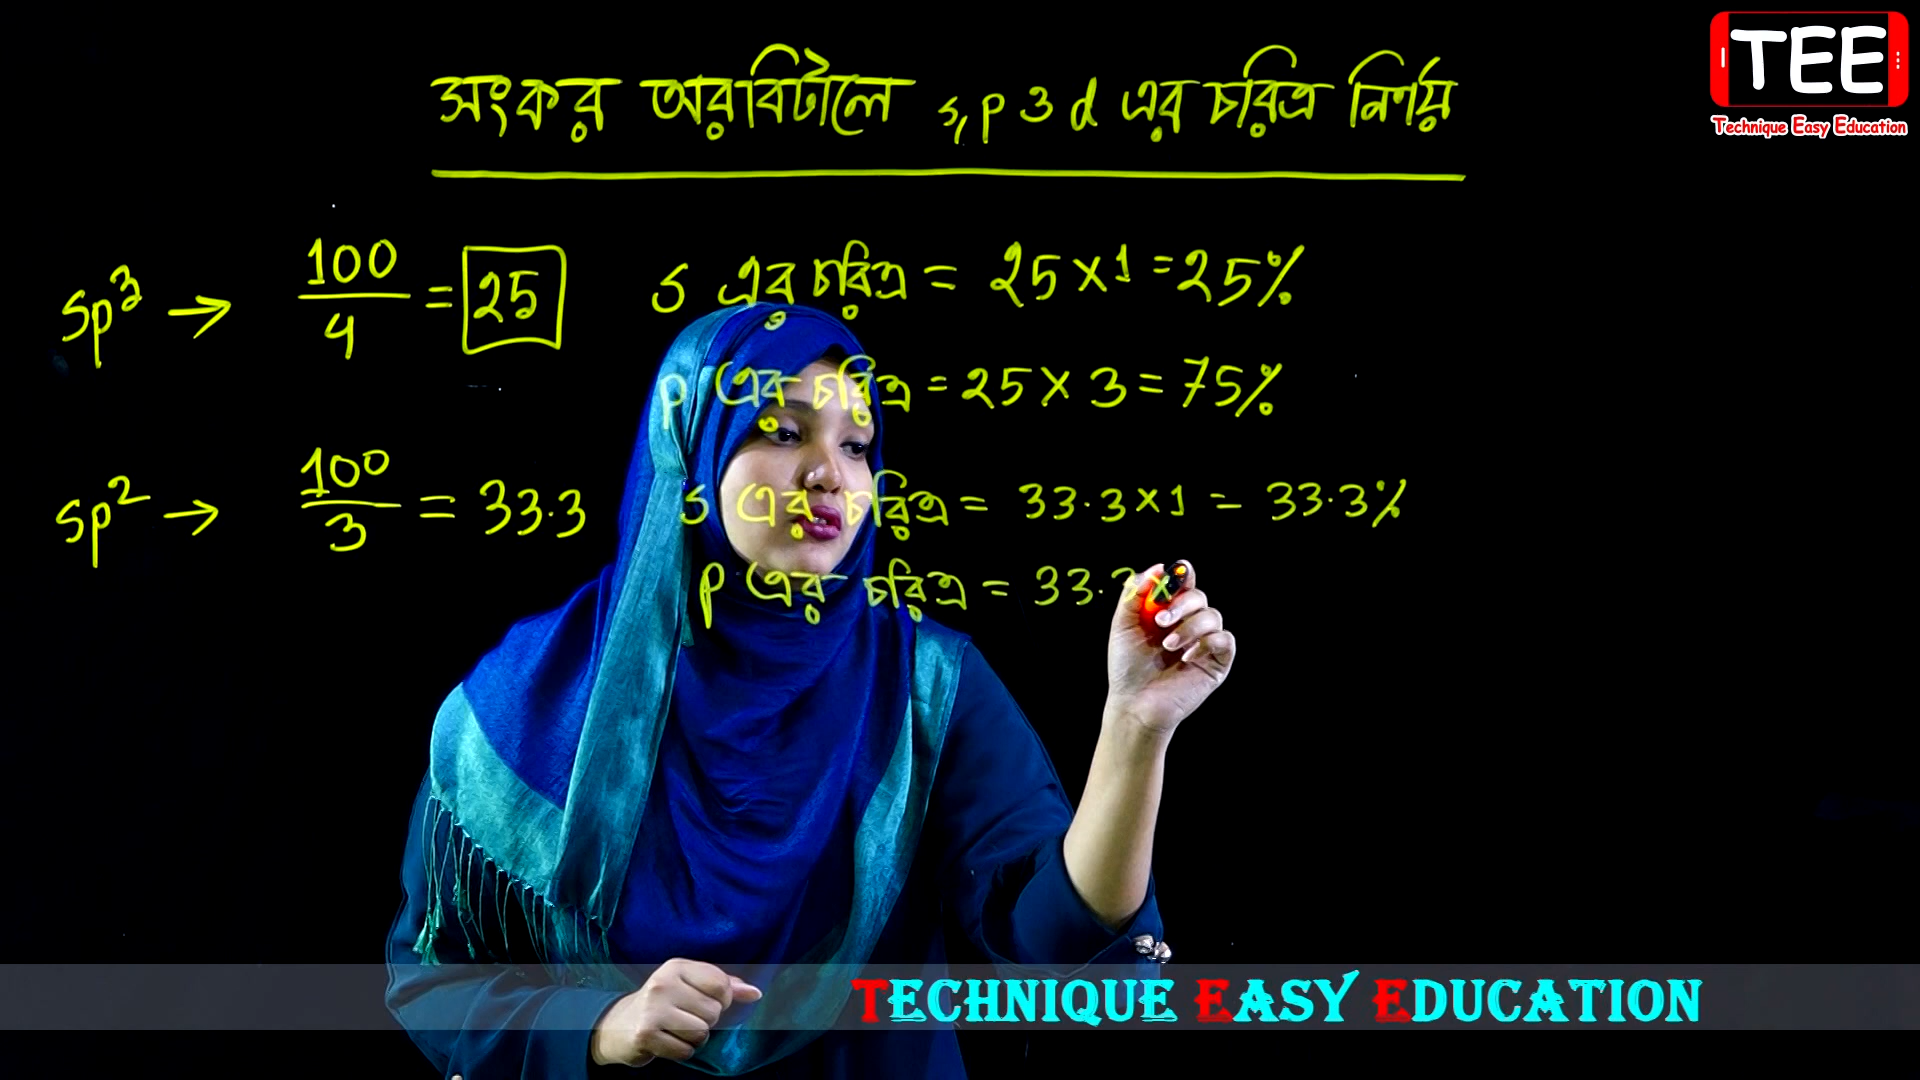 TEE
Technique Easy Education
সংকর অরবিটালে s, p ও d এর চরিত্র নির্ণয়
sp³ → 100/4 = 25
s এর চরিত্র = 25 × 1 = 25%
p এর চরিত্র = 25 × 3 = 75%
sp² → 100/3 = 33.3
s এর চরিত্র = 33.3 × 1 = 33.3%
p এর চরিত্র = 33.3 ×
TECHNIQUE EASY EDUCATION